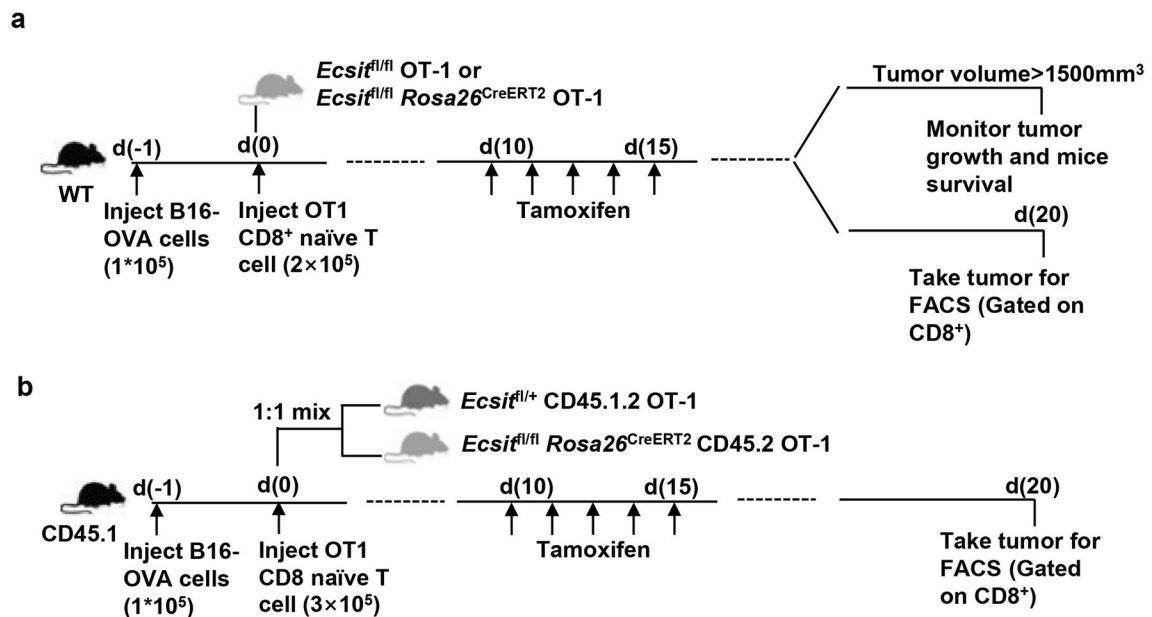 a
Ecsitfl/fl OT-1 or
Ecsitfl/fl Rosa26CreERT2 OT-1
Tumor volume>1500mm3
d(-1) d(0) d(10) d(15)
WT
Monitor tumor
growth and mice
survival
Inject B16-
OVA cells
(1*10⁵)
Inject OT1
CD8⁺ naïve T
cell (2×10⁵)
Tamoxifen
d(20)
Take tumor for
FACS (Gated on
CD8⁺)
b
1:1 mix
Ecsitfl/+ CD45.1.2 OT-1
Ecsitfl/fl Rosa26CreERT2 CD45.2 OT-1
d(-1) d(0) d(10) d(15) d(20)
CD45.1
Inject B16-
OVA cells
(1*10⁵)
Inject OT1
CD8 naïve T
cell (3×10⁵)
Tamoxifen
Take tumor for
FACS (Gated
on CD8⁺)